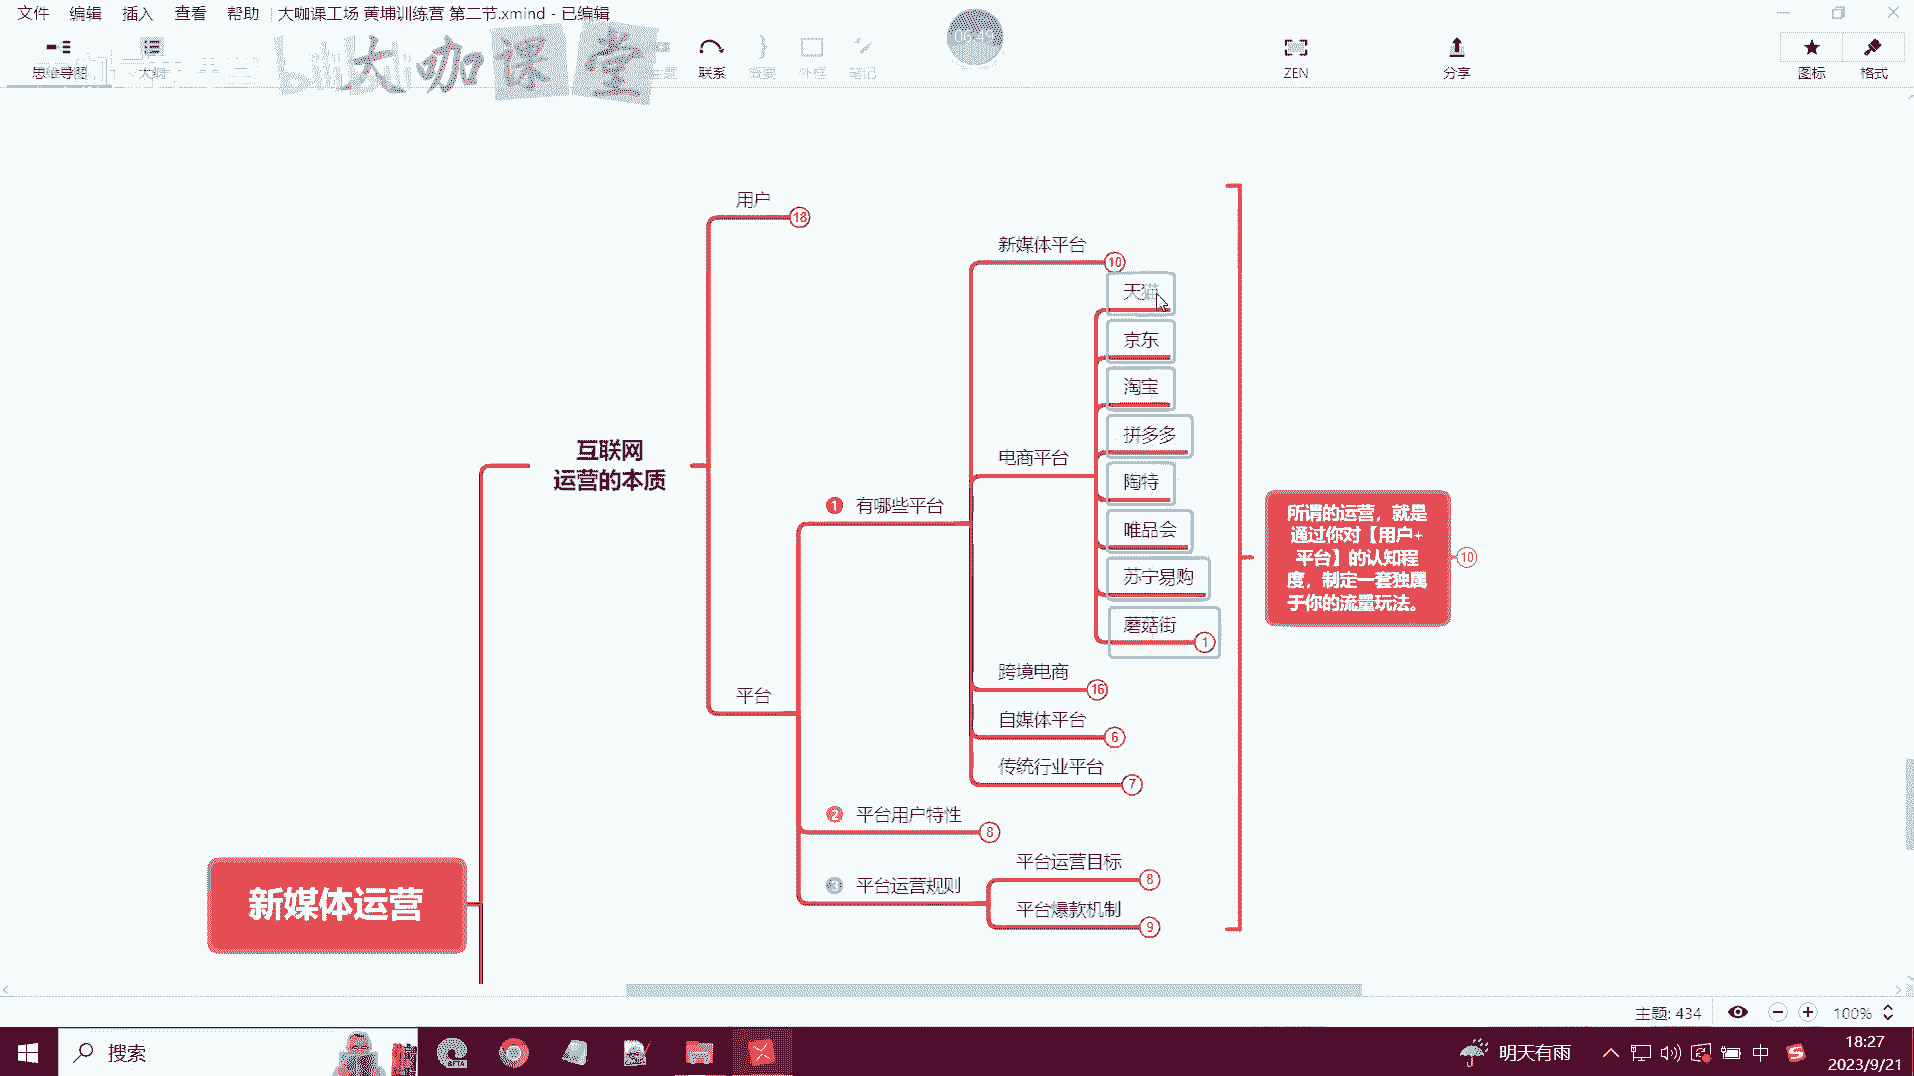 文件 编辑 插入 查看 帮助 大咖课工场 黄埔训练营 第二节.xmind - 已编辑
大咖课堂
思维导图 大纲 主题 联系 概要 外框 笔记 ZEN 分享 图标 格式
06:49
用户 18
新媒体平台 10
天猫
京东
淘宝
拼多多
电商平台
陶特
唯品会
苏宁易购
蘑菇街 1
互联网
运营的本质
1 有哪些平台
所谓的运营，就是
通过你对【用户+
平台】的认知程
度，制定一套独属
于你的流量玩法。
10
跨境电商 16
平台
自媒体平台 6
传统行业平台 7
2 平台用户特性 8
平台运营目标 8
3 平台运营规则
平台爆款机制 9
新媒体运营
主题: 434 100%
搜索
明天有雨
中
18:27
2023/9/21